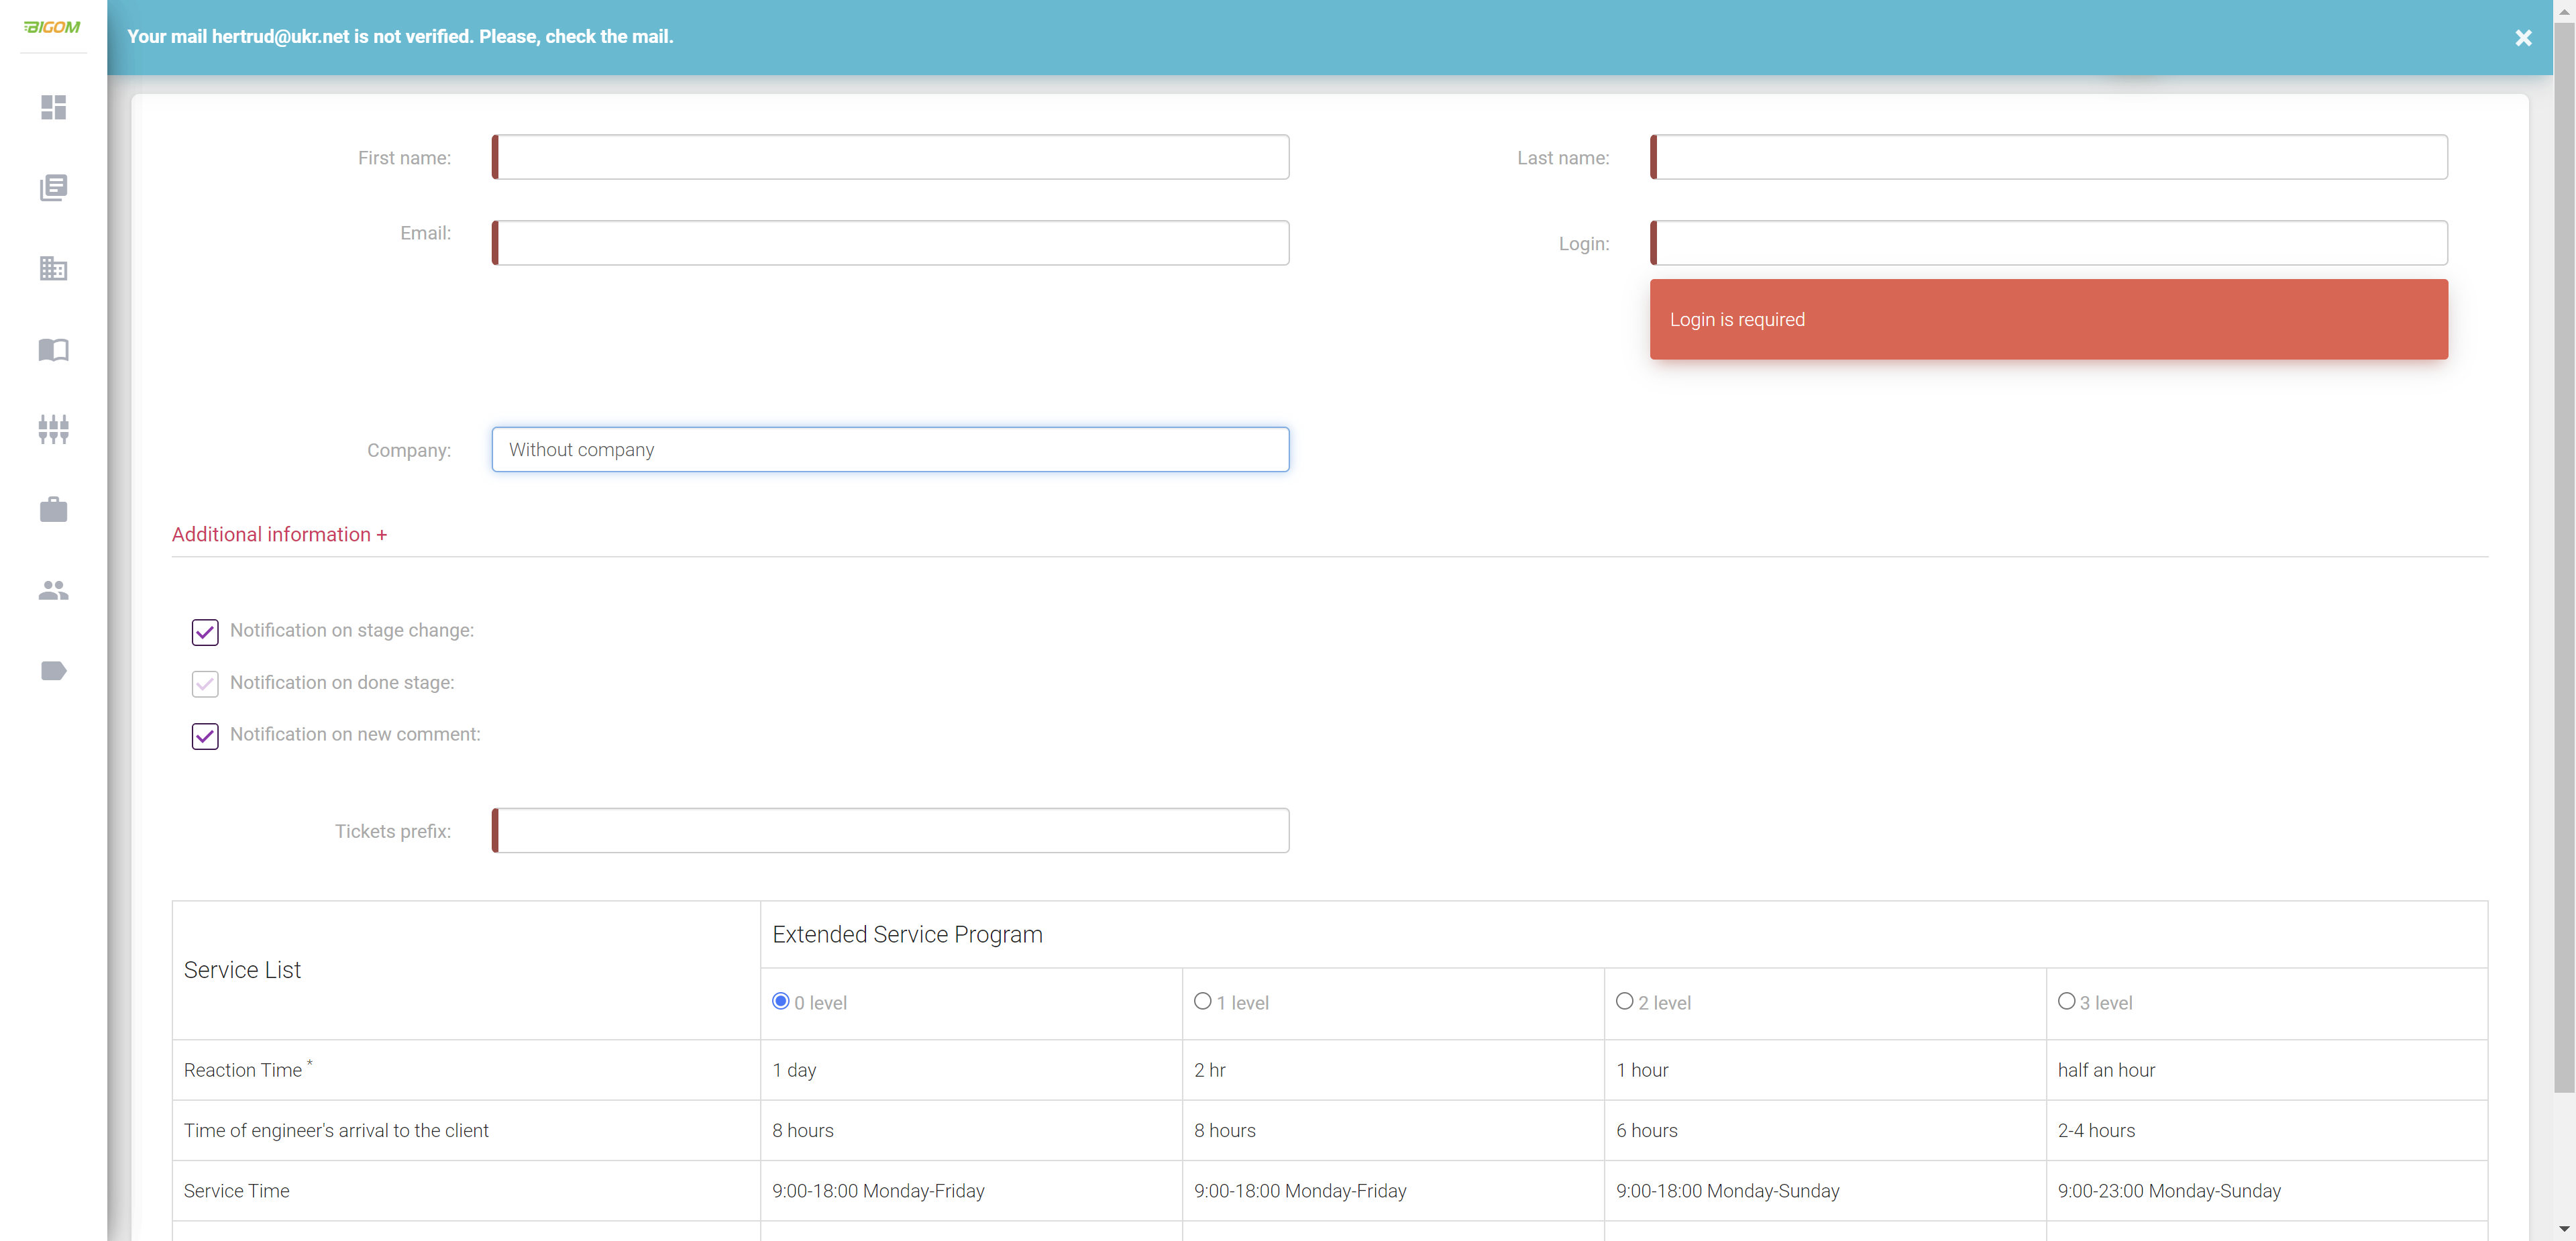 BIGOM
Your mail hertrud@ukr.net is not verified. Please, check the mail.
First name:
Last name:
Email:
Login:
Login is required
Company:
Without company
Additional information +
Notification on stage change:
Notification on done stage:
Notification on new comment:
Tickets prefix:
Service List
Extended Service Program
0 level
1 level
2 level
3 level
Reaction Time *
1 day
2 hr
1 hour
half an hour
Time of engineer's arrival to the client
8 hours
8 hours
6 hours
2-4 hours
Service Time
9:00-18:00 Monday-Friday
9:00-18:00 Monday-Friday
9:00-18:00 Monday-Sunday
9:00-23:00 Monday-Sunday